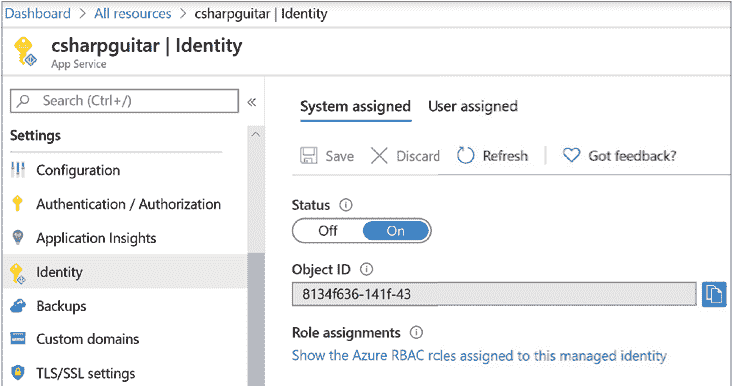 Dashboard > All resources > csharpguitar | Identity
csharpguitar | Identity
App Service
Search (Ctrl+/)
«
Settings
Configuration
Authentication / Authorization
Application Insights
Identity
Backups
Custom domains
TLS/SSL settings
System assigned User assigned
Save Discard Refresh Got feedback?
Status
Off On
Object ID
8134f636-141f-43
Role assignments
Show the Azure RBAC roles assigned to this managed identity